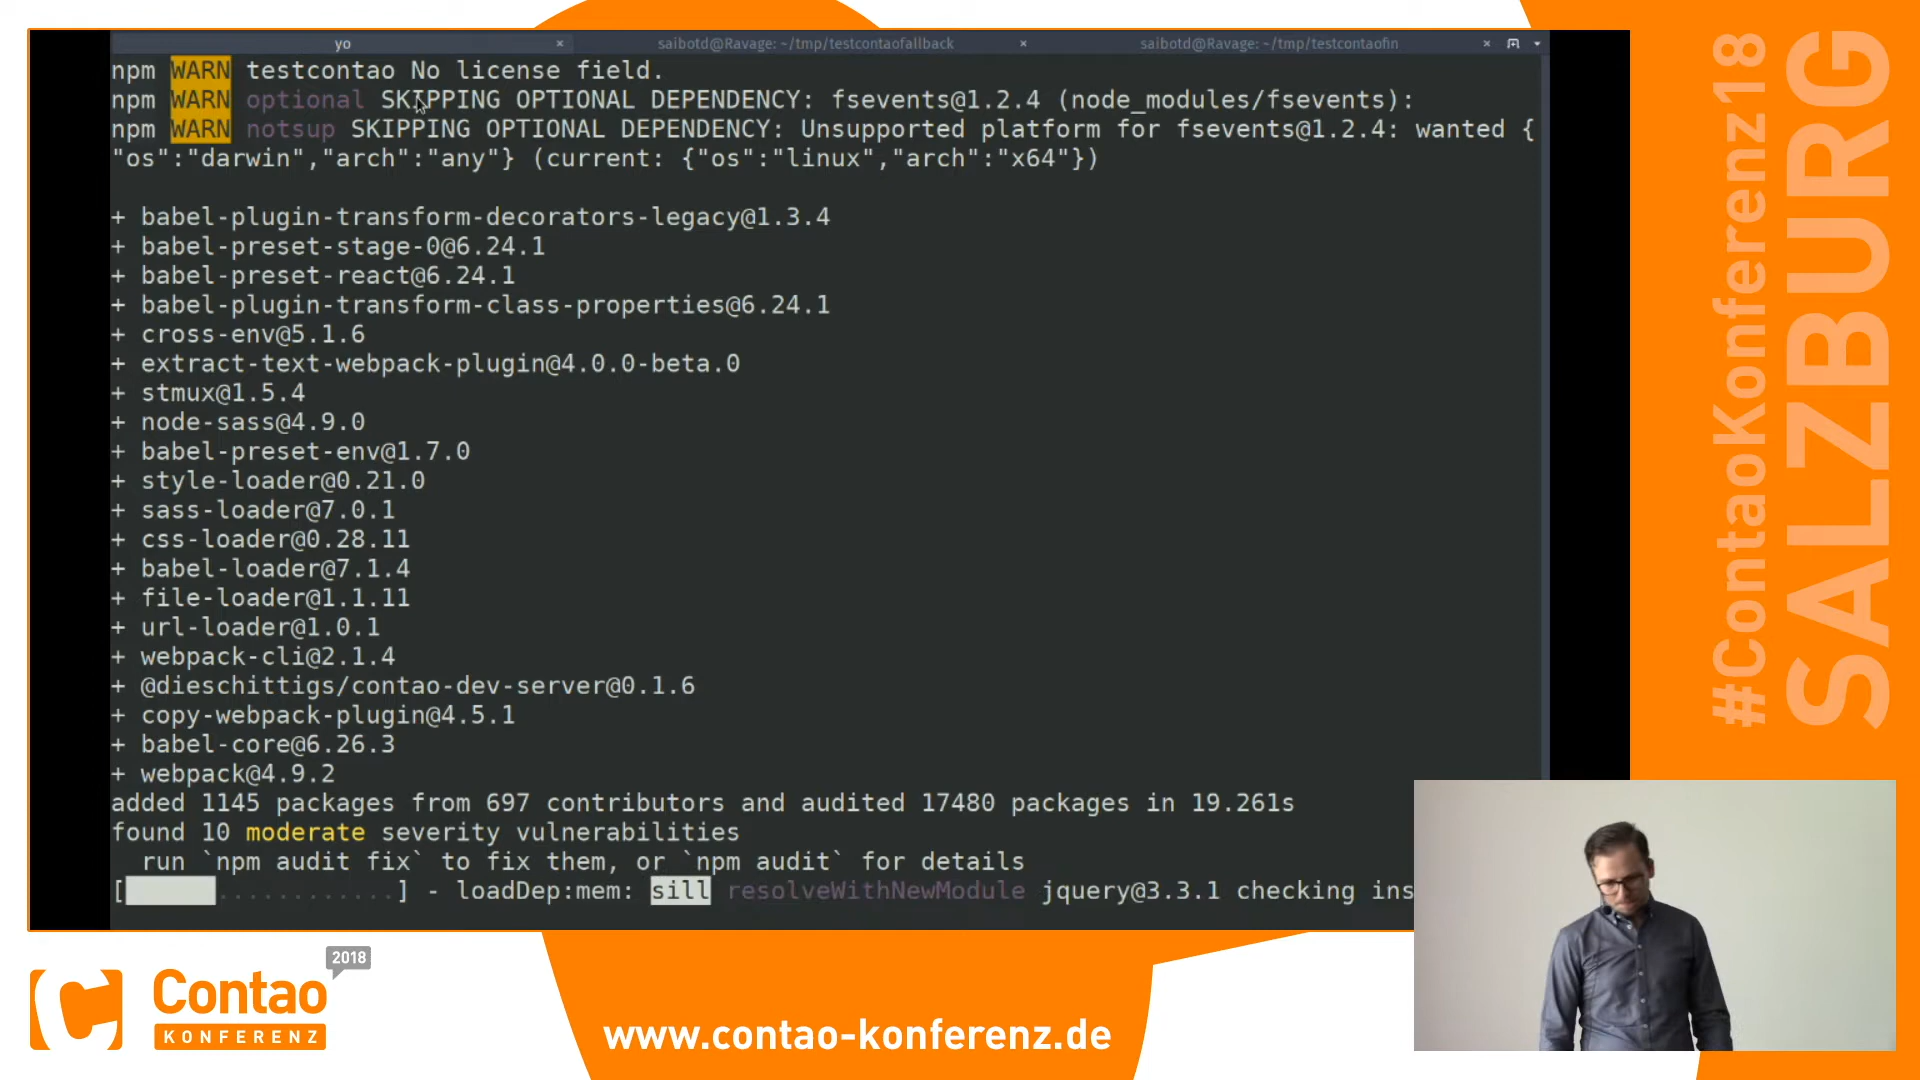 yo × saibotd@Ravage: ~/tmp/testcontaofallback × saibotd@Ravage: ~/tmp/testcontaofin ×
npm WARN testcontao No license field.
npm WARN optional SKIPPING OPTIONAL DEPENDENCY: fsevents@1.2.4 (node_modules/fsevents):
npm WARN notsup SKIPPING OPTIONAL DEPENDENCY: Unsupported platform for fsevents@1.2.4: wanted {
"os":"darwin","arch":"any"} (current: {"os":"linux","arch":"x64"})
+ babel-plugin-transform-decorators-legacy@1.3.4
+ babel-preset-stage-0@6.24.1
+ babel-preset-react@6.24.1
+ babel-plugin-transform-class-properties@6.24.1
+ cross-env@5.1.6
+ extract-text-webpack-plugin@4.0.0-beta.0
+ stmux@1.5.4
+ node-sass@4.9.0
+ babel-preset-env@1.7.0
+ style-loader@0.21.0
+ sass-loader@7.0.1
+ css-loader@0.28.11
+ babel-loader@7.1.4
+ file-loader@1.1.11
+ url-loader@1.0.1
+ webpack-cli@2.1.4
+ @dieschittigs/contao-dev-server@0.1.6
+ copy-webpack-plugin@4.5.1
+ babel-core@6.26.3
+ webpack@4.9.2
added 1145 packages from 697 contributors and audited 17480 packages in 19.261s
found 10 moderate severity vulnerabilities
run `npm audit fix` to fix them, or `npm audit` for details
[      ............] - loadDep:mem: sill resolveWithNewModule jquery@3.3.1 checking ins
#ContaoKonferenz18
SALZBURG
2018
Contao
KONFERENZ
www.contao-konferenz.de